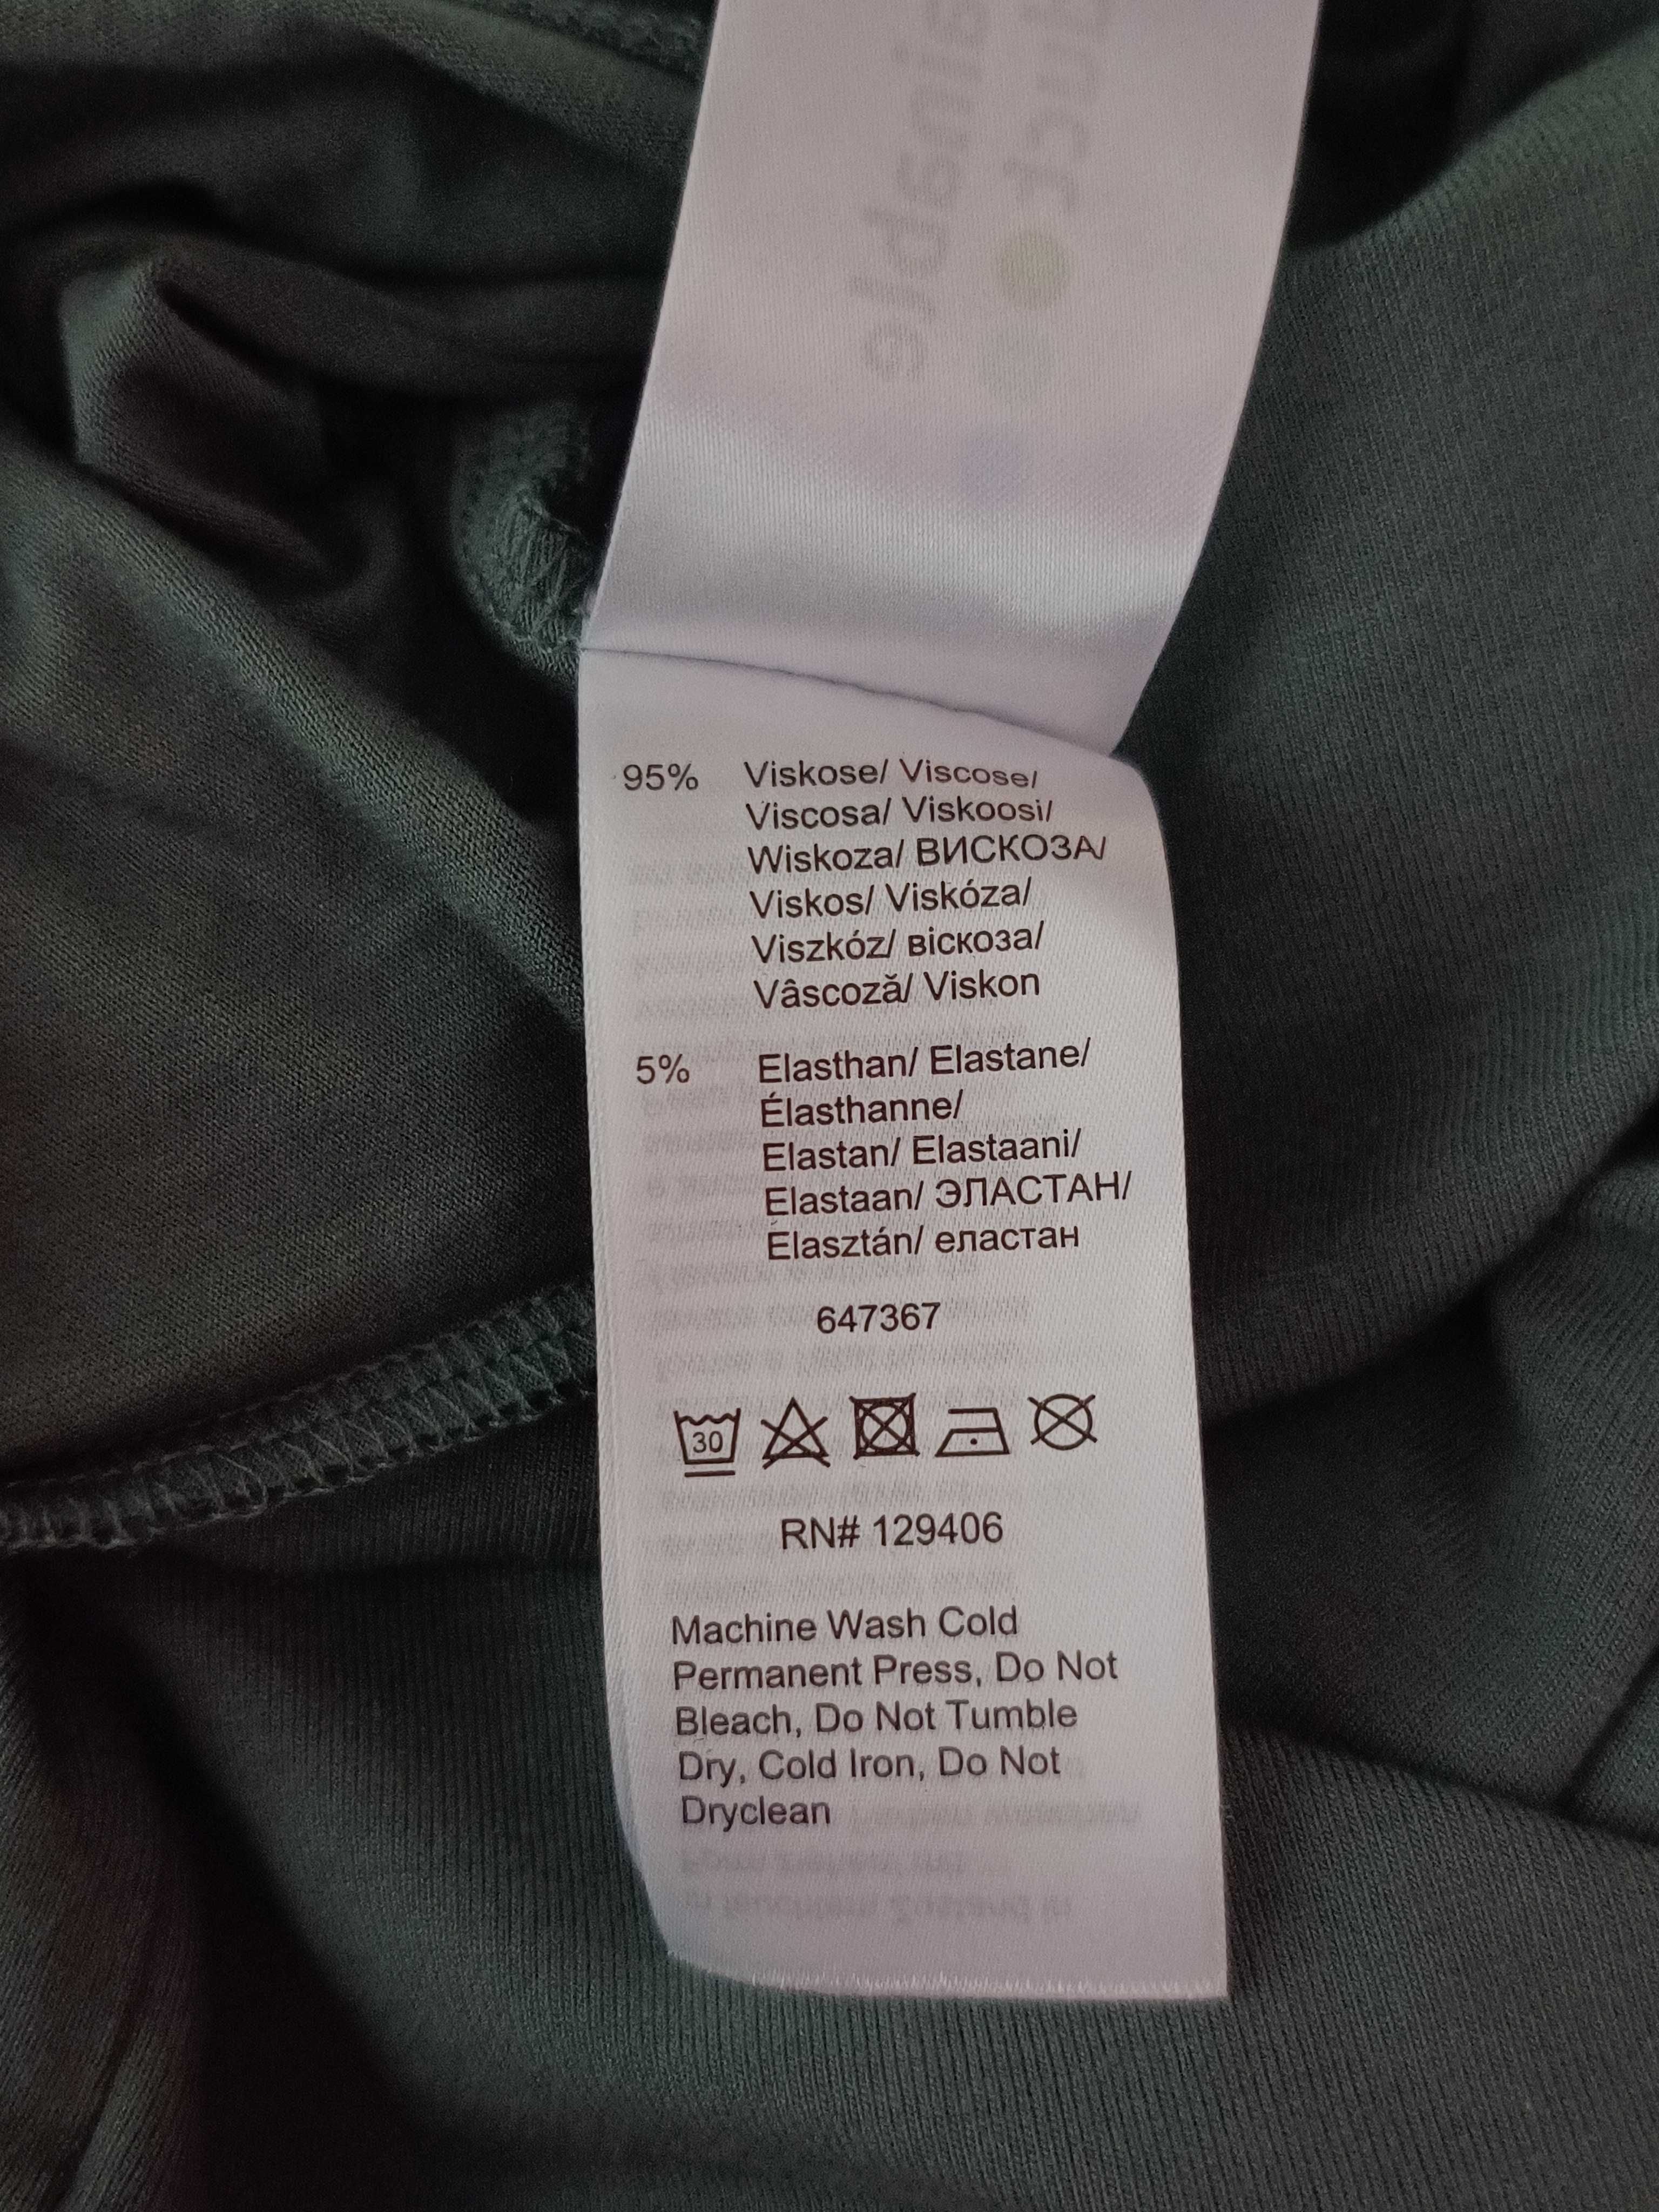 95% Viskose/ Viscose/
Viscosa/ Viskoosi/
Wiskoza/ ВИСКОЗА/
Viskos/ Viskóza/
Viszkóz/ віскоза/
Vâscoză/ Viskon
5% Elasthan/ Elastane/
Élasthanne/
Elastan/ Elastaani/
Elastaan/ ЭЛАСТАН/
Elasztán/ еластан
647367
30
RN# 129406
Machine Wash Cold
Permanent Press, Do Not
Bleach, Do Not Tumble
Dry, Cold Iron, Do Not
Dryclean